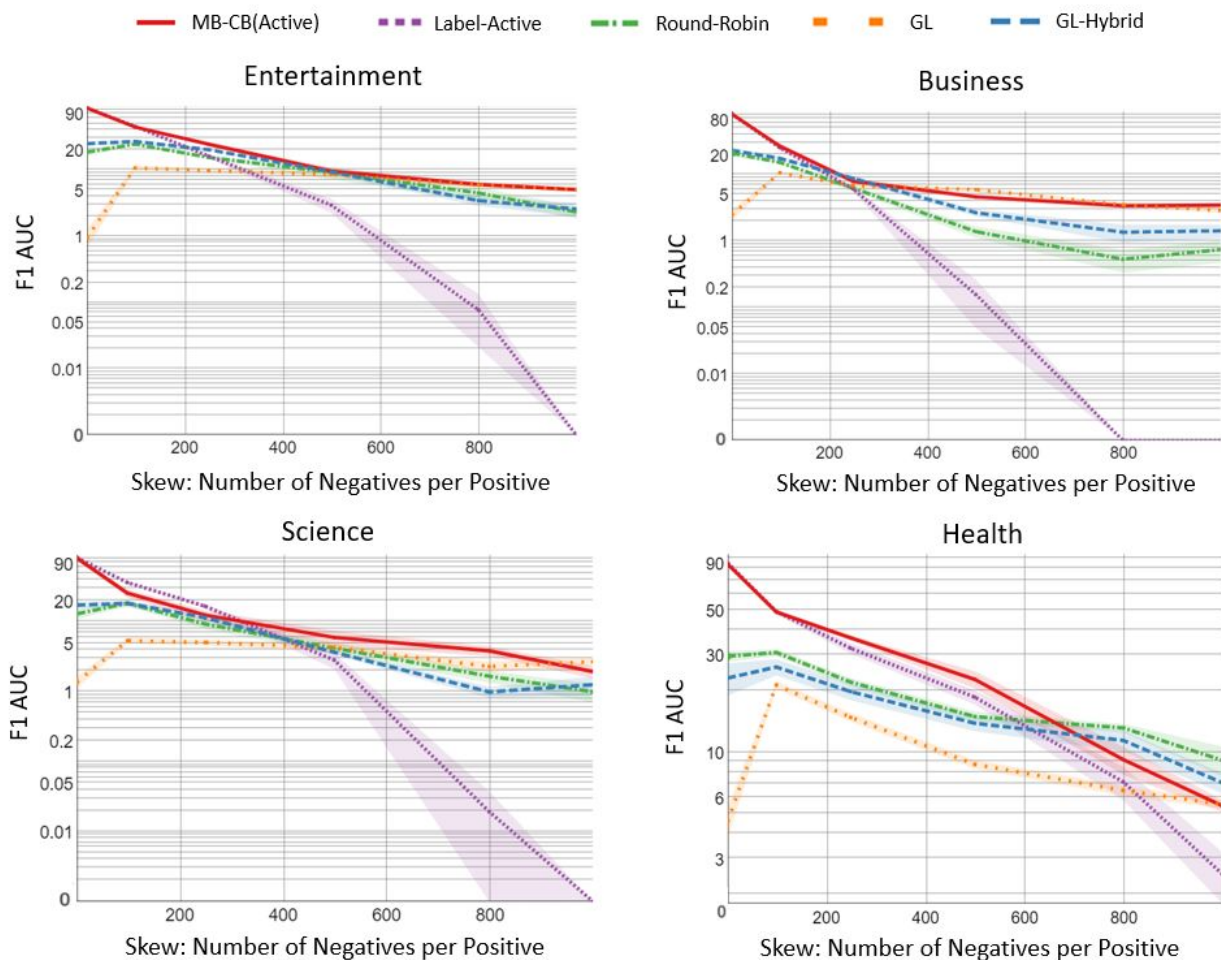 MB-CB(Active) Label-Active Round-Robin GL GL-Hybrid
Entertainment
F1 AUC
90
20
5
1
0.2
0.05
0.01
0
200 400 600 800
Skew: Number of Negatives per Positive
Business
F1 AUC
80
20
5
1
0.2
0.05
0.01
0
200 400 600 800
Skew: Number of Negatives per Positive
Science
F1 AUC
90
20
5
1
0.2
0.05
0.01
0
200 400 600 800
Skew: Number of Negatives per Positive
Health
F1 AUC
90
50
30
10
6
3
0
200 400 600 800
Skew: Number of Negatives per Positive